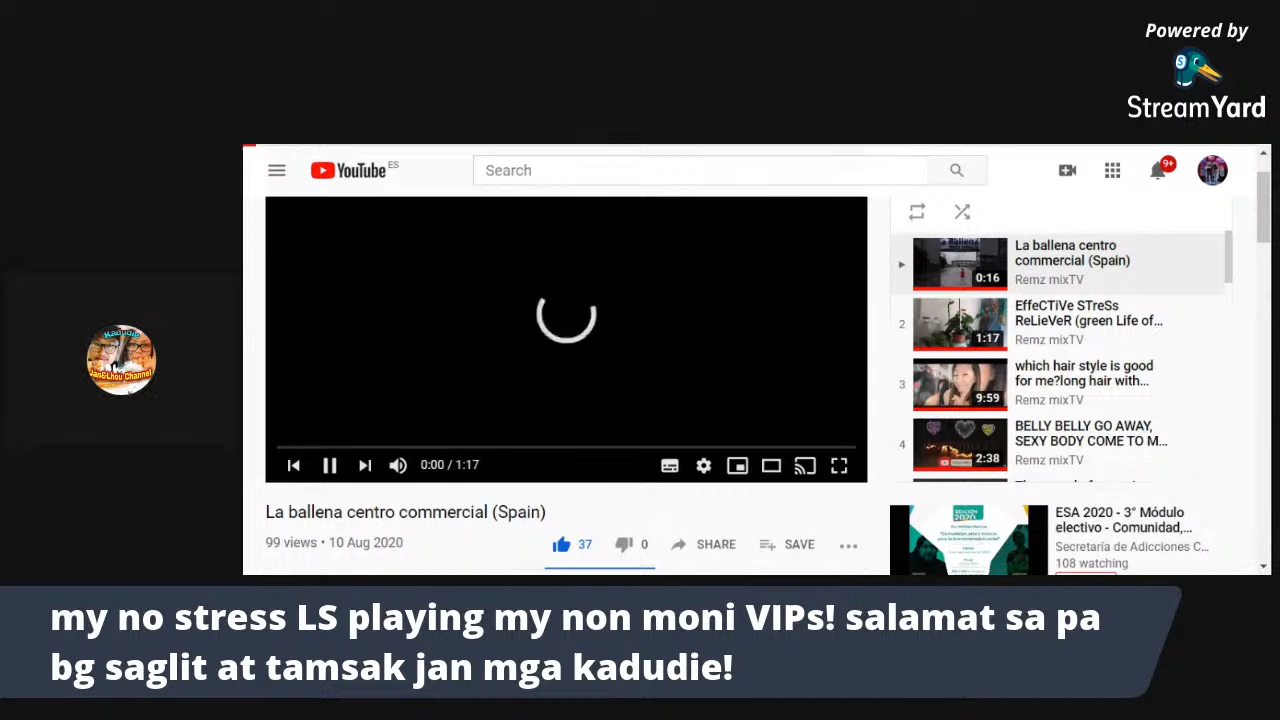 Powered by
StreamYard
YouTube ES
Search
9+
La ballena centro
commercial (Spain)
Remz mixTV
0:16
2
EffeCTiVe STreSs
ReLieVeR (green Life of...
Remz mixTV
1:17
3
which hair style is good
for me?long hair with...
Remz mixTV
9:59
4
BELLY BELLY GO AWAY,
SEXY BODY COME TO M...
Remz mixTV
2:38
Kadudie
Jan&Lhou Channel
0:00 / 1:17
La ballena centro commercial (Spain)
99 views • 10 Aug 2020
37
0
SHARE
SAVE
ESA 2020 - 3° Módulo
electivo - Comunidad,...
Secretaría de Adicciones C...
108 watching
my no stress LS playing my non moni VIPs! salamat sa pa
bg saglit at tamsak jan mga kadudie!